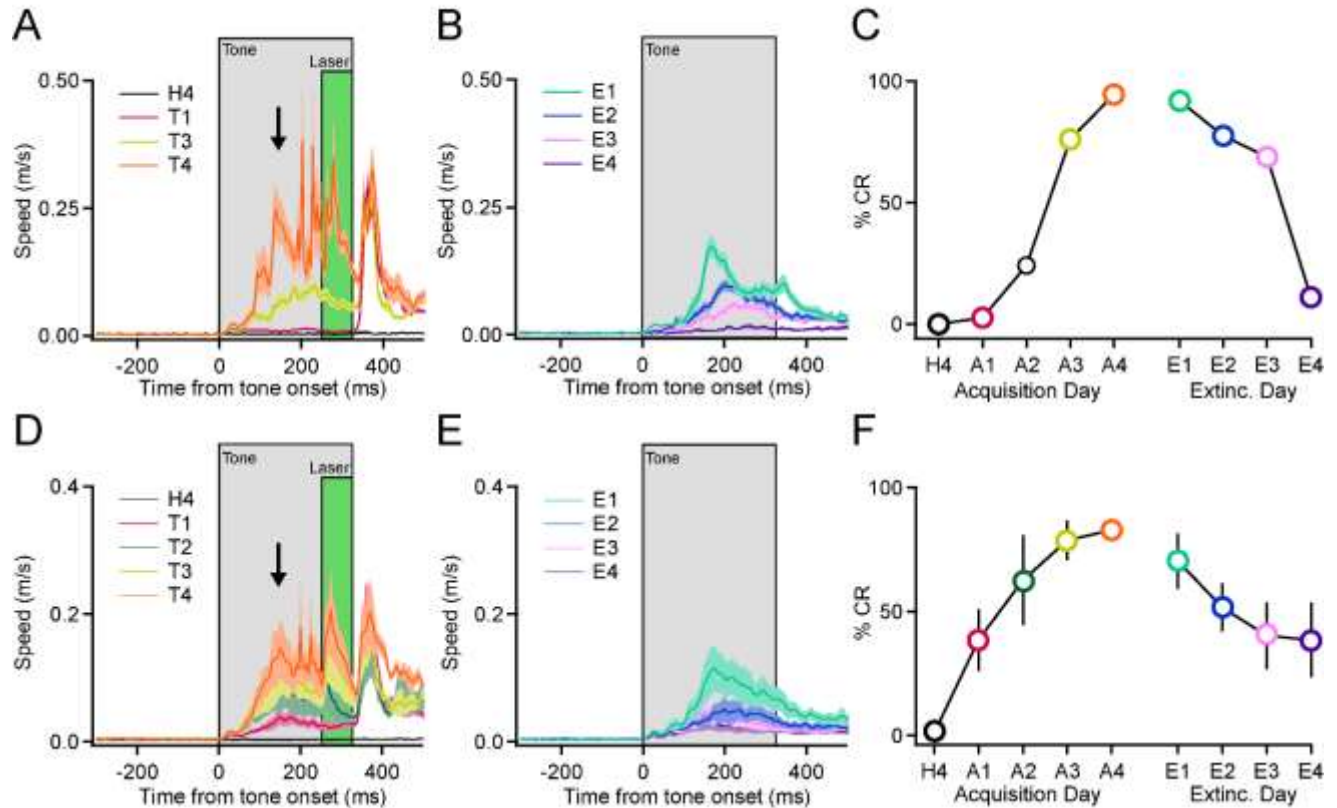 A
Tone
Laser
H4
T1
T3
T4
0.50
0.25
0.00
Speed (m/s)
-200 0 200 400
Time from tone onset (ms)
B
Tone
E1
E2
E3
E4
0.50
0.25
0.00
Speed (m/s)
-200 0 200 400
Time from tone onset (ms)
C
100
50
0
% CR
H4 A1 A2 A3 A4 E1 E2 E3 E4
Acquisition Day Extinc. Day
D
Tone
Laser
H4
T1
T2
T3
T4
0.4
0.2
0.0
Speed (m/s)
-200 0 200 400
Time from tone onset (ms)
E
Tone
E1
E2
E3
E4
0.4
0.2
0.0
Speed (m/s)
-200 0 200 400
Time from tone onset (ms)
F
100
50
0
% CR
H4 A1 A2 A3 A4 E1 E2 E3 E4
Acquisition Day Extinc. Day